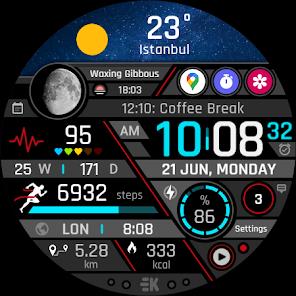 23°
Istanbul
Waxing Gibbous
18:03
12:10: Coffee Break
95
AM
10:08 32
25 W | 171 D
21 JUN, MONDAY
6932 steps
%
86
3
LON | 8:08
Settings
5.28
km
333
kcal
EK